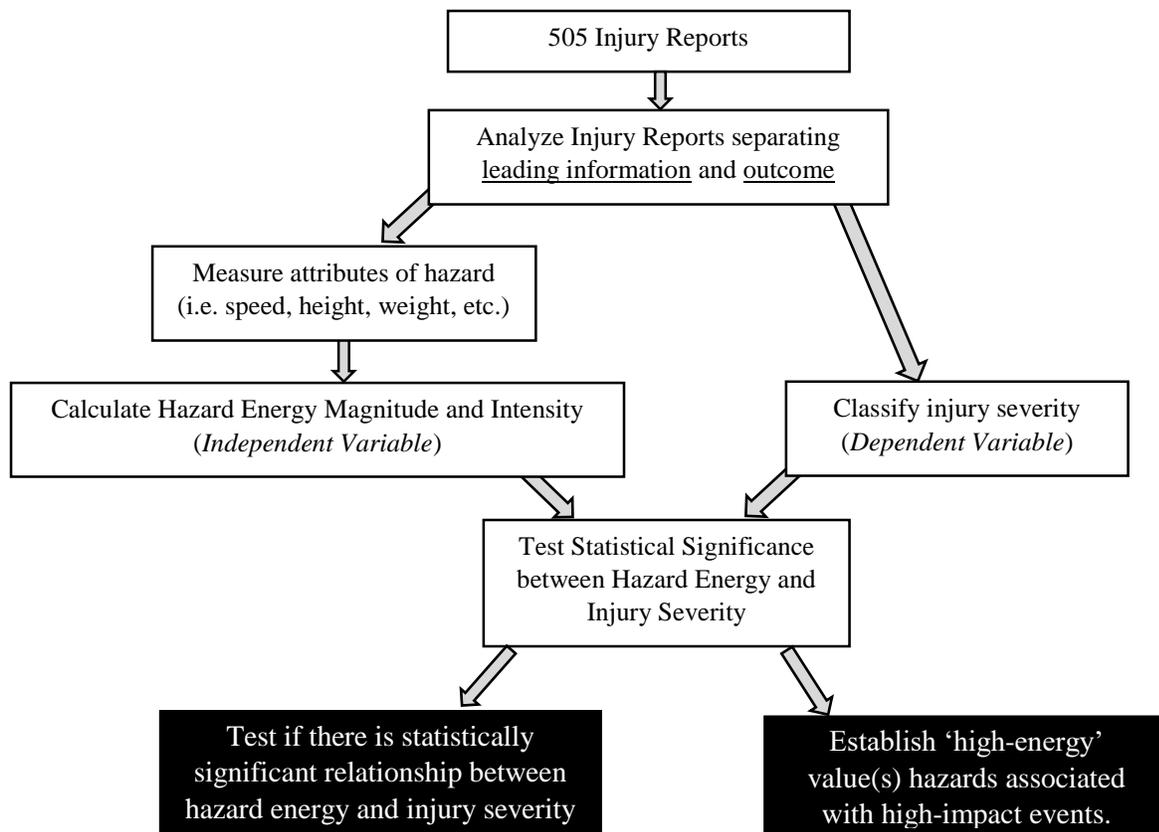 505 Injury Reports
Analyze Injury Reports separating
leading information and outcome
Measure attributes of hazard
(i.e. speed, height, weight, etc.)
Calculate Hazard Energy Magnitude and Intensity
(Independent Variable)
Classify injury severity
(Dependent Variable)
Test Statistical Significance
between Hazard Energy and
Injury Severity
Test if there is statistically
significant relationship between
hazard energy and injury severity
Establish ‘high-energy’
value(s) hazards associated
with high-impact events.